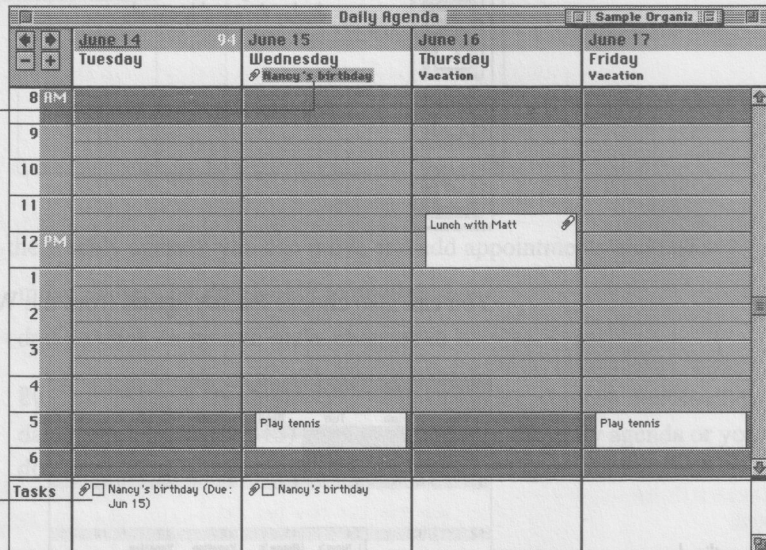 Daily Agenda
Sample Organiz
June 14 94 June 15 June 16 June 17
Tuesday Wednesday Thursday Friday
Nancy's birthday Vacation Vacation
8 AM
9
10
11
Lunch with Matt
12 PM
1
2
3
4
5 Play tennis Play tennis
6
Tasks Nancy's birthday (Due: Nancy's birthday
Jun 15)